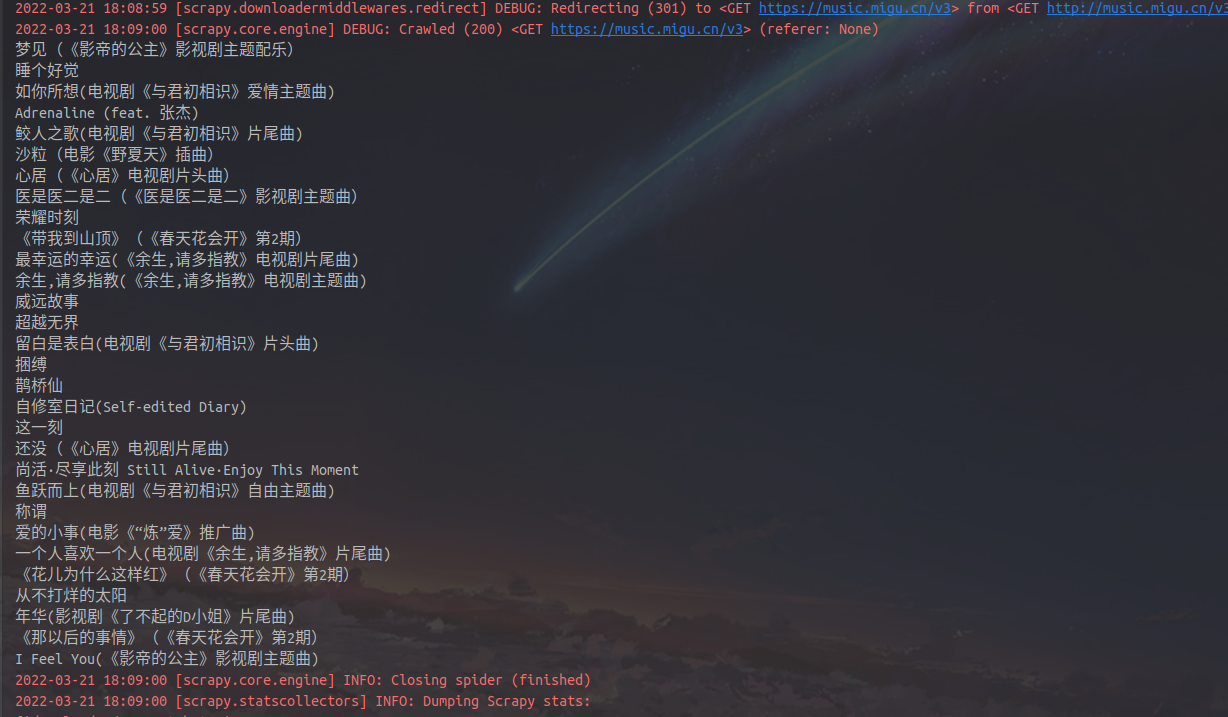 2022-03-21 18:08:59 [scrapy.downloadermiddlewares.redirect] DEBUG: Redirecting (301) to <GET https://music.migu.cn/v3> from <GET http://music.migu.cn/v3
2022-03-21 18:09:00 [scrapy.core.engine] DEBUG: Crawled (200) <GET https://music.migu.cn/v3> (referer: None)
梦见（《影帝的公主》影视剧主题配乐）
睡个好觉
如你所想(电视剧《与君初相识》爱情主题曲)
Adrenaline (feat. 张杰)
鲛人之歌(电视剧《与君初相识》片尾曲)
沙粒（电影《野夏天》插曲）
心居（《心居》电视剧片头曲）
医是医二是二（《医是医二是二》影视剧主题曲）
荣耀时刻
《带我到山顶》（《春天花会开》第2期）
最幸运的幸运(《余生,请多指教》电视剧片尾曲)
余生,请多指教(《余生,请多指教》电视剧主题曲)
威远故事
超越无界
留白是表白(电视剧《与君初相识》片头曲)
捆缚
鹊桥仙
自修室日记(Self-edited Diary)
这一刻
还没（《心居》电视剧片尾曲）
尚活·尽享此刻 Still Alive·Enjoy This Moment
鱼跃而上(电视剧《与君初相识》自由主题曲)
称谓
爱的小事(电影《“炼”爱》推广曲)
一个人喜欢一个人(电视剧《余生,请多指教》片尾曲)
《花儿为什么这样红》（《春天花会开》第2期）
从不打烊的太阳
年华(影视剧《了不起的D小姐》片尾曲)
《那以后的事情》（《春天花会开》第2期）
I Feel You(《影帝的公主》影视剧主题曲)
2022-03-21 18:09:00 [scrapy.core.engine] INFO: Closing spider (finished)
2022-03-21 18:09:00 [scrapy.statscollectors] INFO: Dumping Scrapy stats: